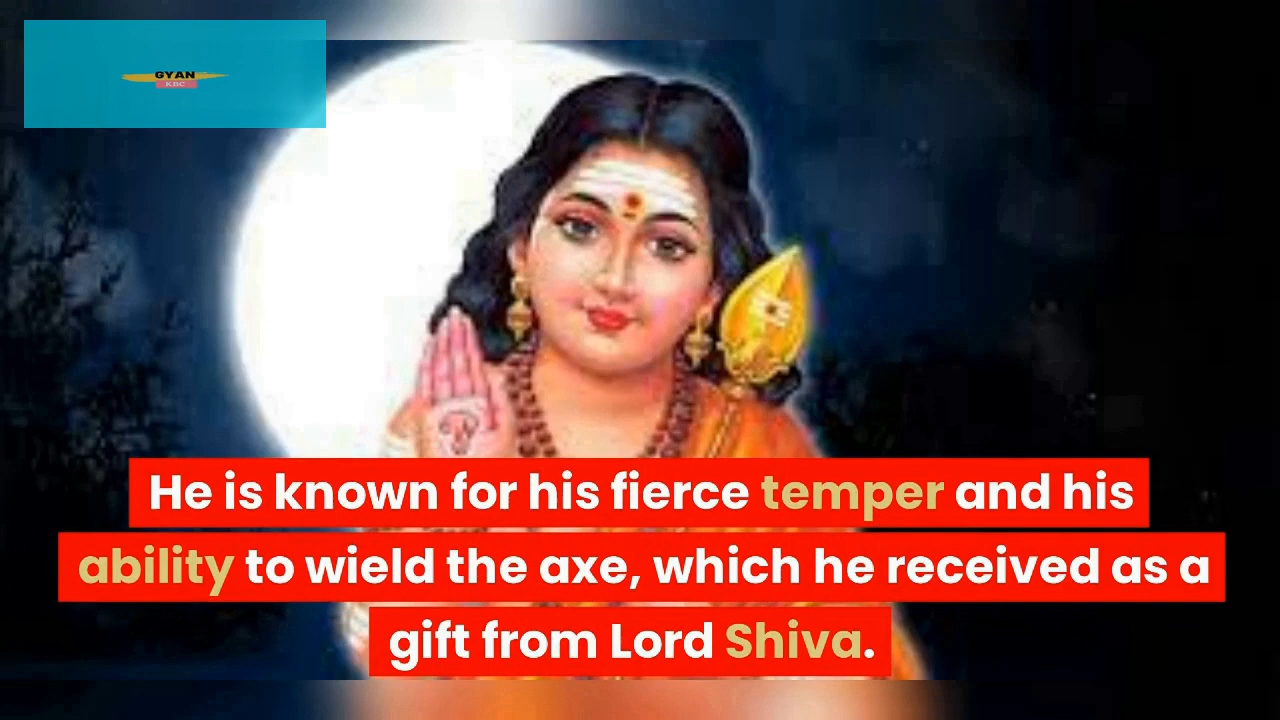 GYAN
KBC
He is known for his fierce temper and his
ability to wield the axe, which he received as a
gift from Lord Shiva.